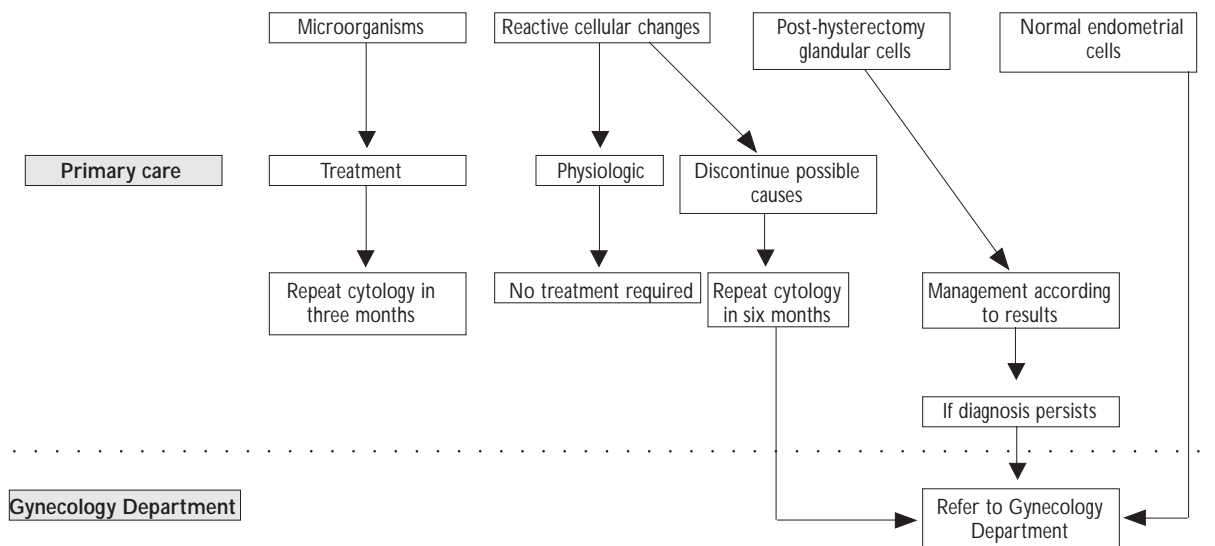 Microorganisms
Reactive cellular changes
Post-hysterectomy
glandular cells
Normal endometrial
cells
Primary care
Treatment
Physiologic
Discontinue possible
causes
Repeat cytology in
three months
No treatment required
Repeat cytology
in six months
Management according
to results
If diagnosis persists
Gynecology Department
Refer to Gynecology
Department